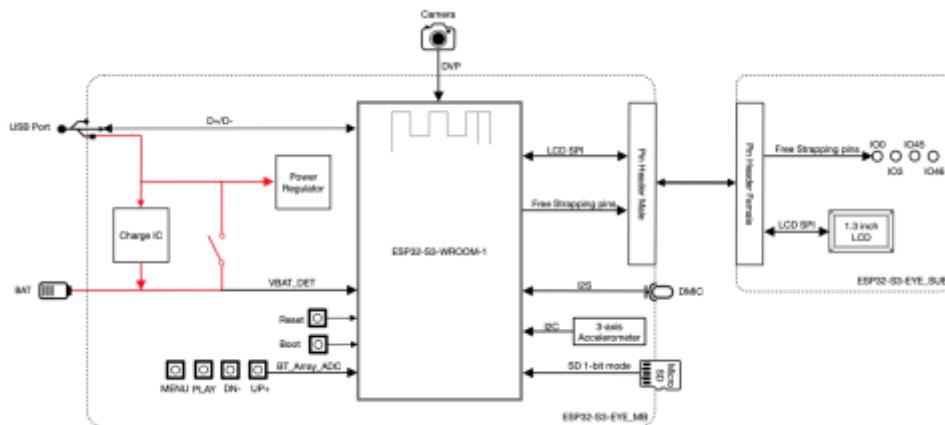 Camera
DVP
USB Port
D+/D-
Power
Regulator
Charge IC
BAT
VBAT_DET
Reset
Boot
BT_Array_ADC
MENU
PLAY
DN-
UP+
ESP32-S3-WROOM-1
LCD SPI
Free Strapping pins
I2S
DMIC
I2C
3-axis
Accelerometer
SD 1-bit mode
Micro
SD
ESP32-S3-EYE_MB
Pin Header Male
Pin Header Female
Free Strapping pins
IO0
IO45
IO3
IO46
LCD SPI
1.3 inch
LCD
ESP32-S3-EYE_SUB